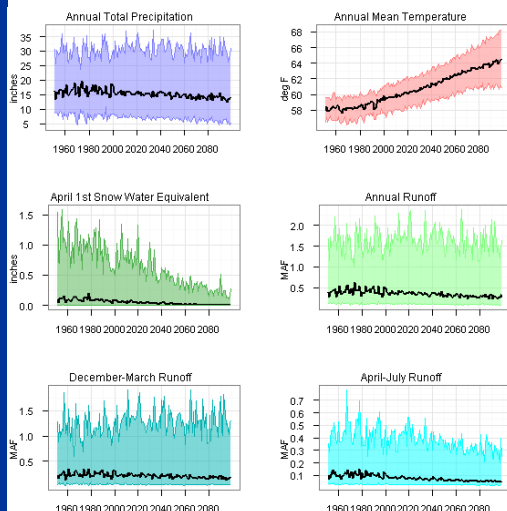 Annual Total Precipitation
inches
35
30
25
20
15
10
5
1960 1980 2000 2020 2040 2060 2080
Annual Mean Temperature
deg F
68
66
64
62
60
58
1960 1980 2000 2020 2040 2060 2080
April 1st Snow Water Equivalent
inches
1.5
1.0
0.5
0.0
1960 1980 2000 2020 2040 2060 2080
Annual Runoff
MAF
2.0
1.5
1.0
0.5
1960 1980 2000 2020 2040 2060 2080
December-March Runoff
MAF
1.5
1.0
0.5
1960 1980 2000 2020 2040 2060 2080
April-July Runoff
MAF
0.7
0.6
0.5
0.4
0.3
0.2
0.1
1960 1980 2000 2020 2040 2060 2080